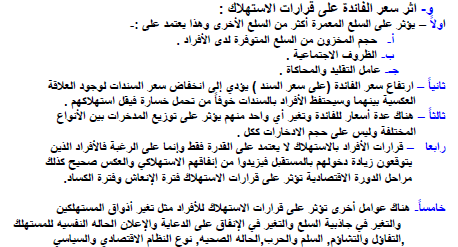 و- اثر سعر الفائدة على قرارات الاستهلاك :
اولاً – يؤثر على السلع المعمرة أكثر من السلع الأخرى وهذا يعتمد على :-
أ- حجم المخزون من السلع المتوفرة لدى الأفراد .
ب- الظروف الاجتماعية .
جـ- عامل التقليد والمحاكاة .
ثانياً – ارتفاع سعر الفائدة (على سعر السند ) يؤدي إلى انخفاض سعر السندات لوجود العلاقة
العكسية بينهما وسيحتفظ الأفراد بالسندات خوفاً من تحمل خسارة فيقل استهلاكهم .
ثالثاً – هناك عدة أسعار للفائدة وتغير أي واحد منهم يؤثر على توزيع المدخرات بين الأنواع
المختلفة وليس على حجم الادخارات ككل .
رابعا – قرارات الأفراد بالاستهلاك لا يعتمد على القدرة فقط وإنما على الرغبة فالأفراد الذين
يتوقعون زيادة دخولهم بالمستقبل فيزيدوا من إنفاقهم الاستهلاكي والعكس صحيح كذلك
مراحل الدورة الاقتصادية تؤثر على قرارات الاستهلاك فترة الإنعاش وفترة الكساد.
خامساً- هناك عوامل أخرى تؤثر على قرارات الاستهلاك للأفراد مثل تغير أذواق المستهلكين
والتغير في جاذبية السلع والتغير في الإنفاق على الدعاية والإعلان الحاله النفسيه للمستهلك
,التفاؤل والتشاؤم, السلم والحرب,الحاله الصحيه, نوع النظام الاقتصادي والسياسي